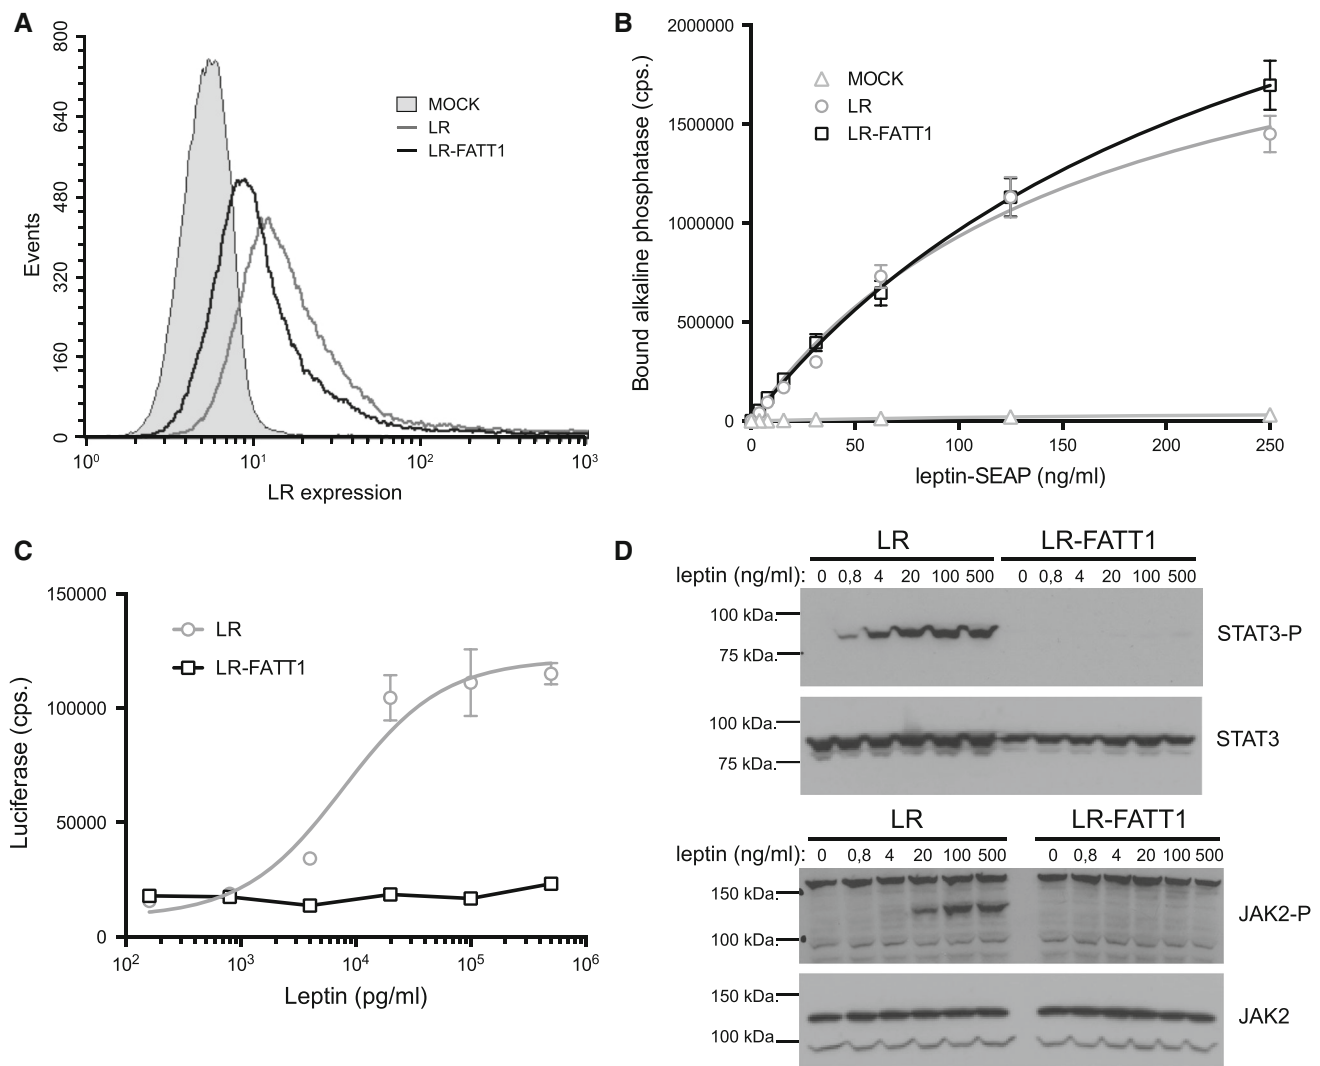 A
800
640
480
320
160
0
Events
MOCK
LR
LR-FATT1
10⁰
10¹
10²
10³
LR expression
B
2000000
1500000
1000000
500000
0
Bound alkaline phosphatase (cps.)
MOCK
LR
LR-FATT1
0
50
100
150
200
250
leptin-SEAP (ng/ml)
C
150000
100000
50000
0
Luciferase (cps.)
LR
LR-FATT1
10²
10³
10⁴
10⁵
10⁶
Leptin (pg/ml)
D
LR LR-FATT1
leptin (ng/ml): 0 0,8 4 20 100 500 0 0,8 4 20 100 500
100 kDa.
75 kDa.
STAT3-P
100 kDa.
75 kDa.
STAT3
LR LR-FATT1
leptin (ng/ml): 0 0,8 4 20 100 500 0 0,8 4 20 100 500
150 kDa.
100 kDa.
JAK2-P
150 kDa.
100 kDa.
JAK2